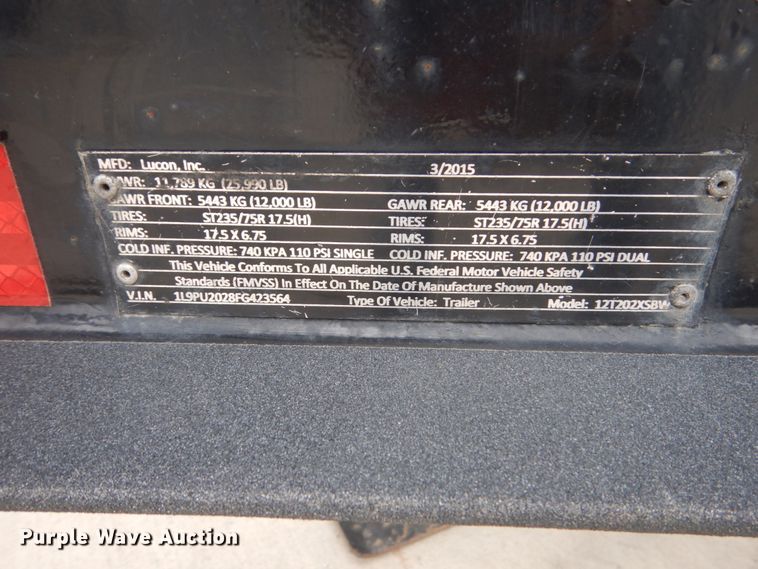 MFD: Lucon, Inc. 3/2015
GVWR: 11,789 KG (25,990 LB)
GAWR FRONT: 5443 KG (12,000 LB) GAWR REAR: 5443 KG (12,000 LB)
TIRES: ST235/75R 17.5(H) TIRES: ST235/75R 17.5(H)
RIMS: 17.5 X 6.75 RIMS: 17.5 X 6.75
COLD INF. PRESSURE: 740 KPA 110 PSI SINGLE COLD INF. PRESSURE: 740 KPA 110 PSI DUAL
This Vehicle Conforms To All Applicable U.S. Federal Motor Vehicle Safety
Standards (FMVSS) In Effect On The Date Of Manufacture Shown Above
V.I.N. 1L9PU2028FG423564 Type Of Vehicle: Trailer Model: 12T202XSBW
Purple Wave Auction